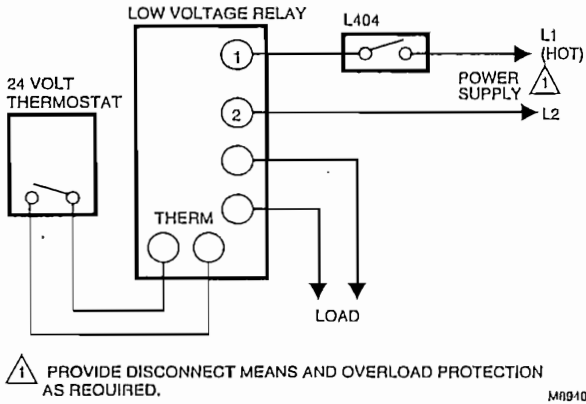 LOW VOLTAGE RELAY
L404
L1
(HOT)
1
1
POWER
SUPPLY
24 VOLT
THERMOSTAT
2
L2
THERM
LOAD
1 PROVIDE DISCONNECT MEANS AND OVERLOAD PROTECTION
AS REQUIRED.